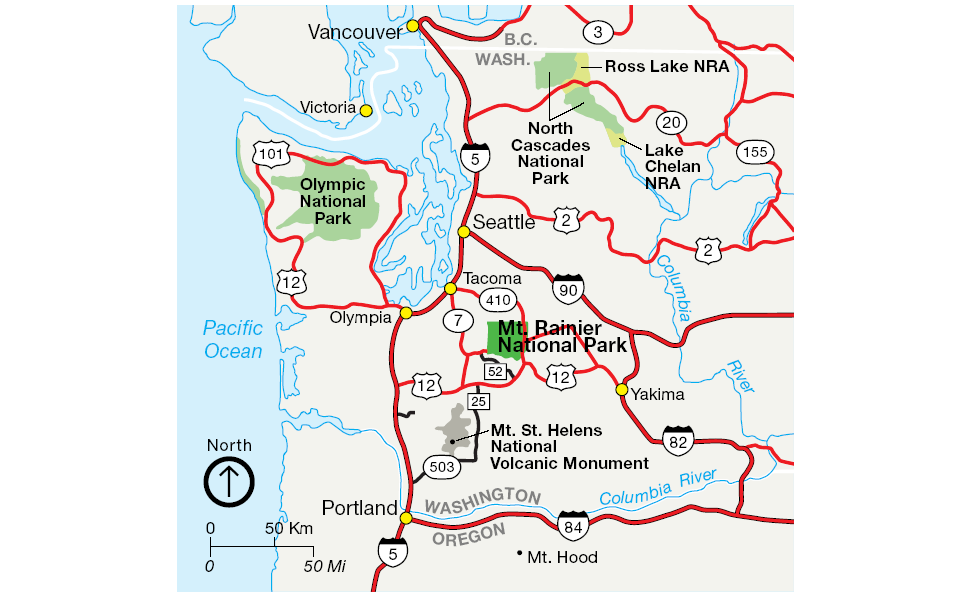 Vancouver
3
B.C.
WASH.
Ross Lake NRA
Victoria
20
North
Cascades
National
Park
101
5
155
Lake
Chelan
NRA
Olympic
National
Park
2
Seattle
2
Columbia
12
Tacoma
90
410
Olympia
7
Pacific
Ocean
Mt. Rainier
National Park
River
52
12
12
Yakima
25
Mt. St. Helens
National
Volcanic Monument
82
North
503
Columbia River
WASHINGTON
Portland
84
OREGON
0
50 Km
5
Mt. Hood
0
50 Mi